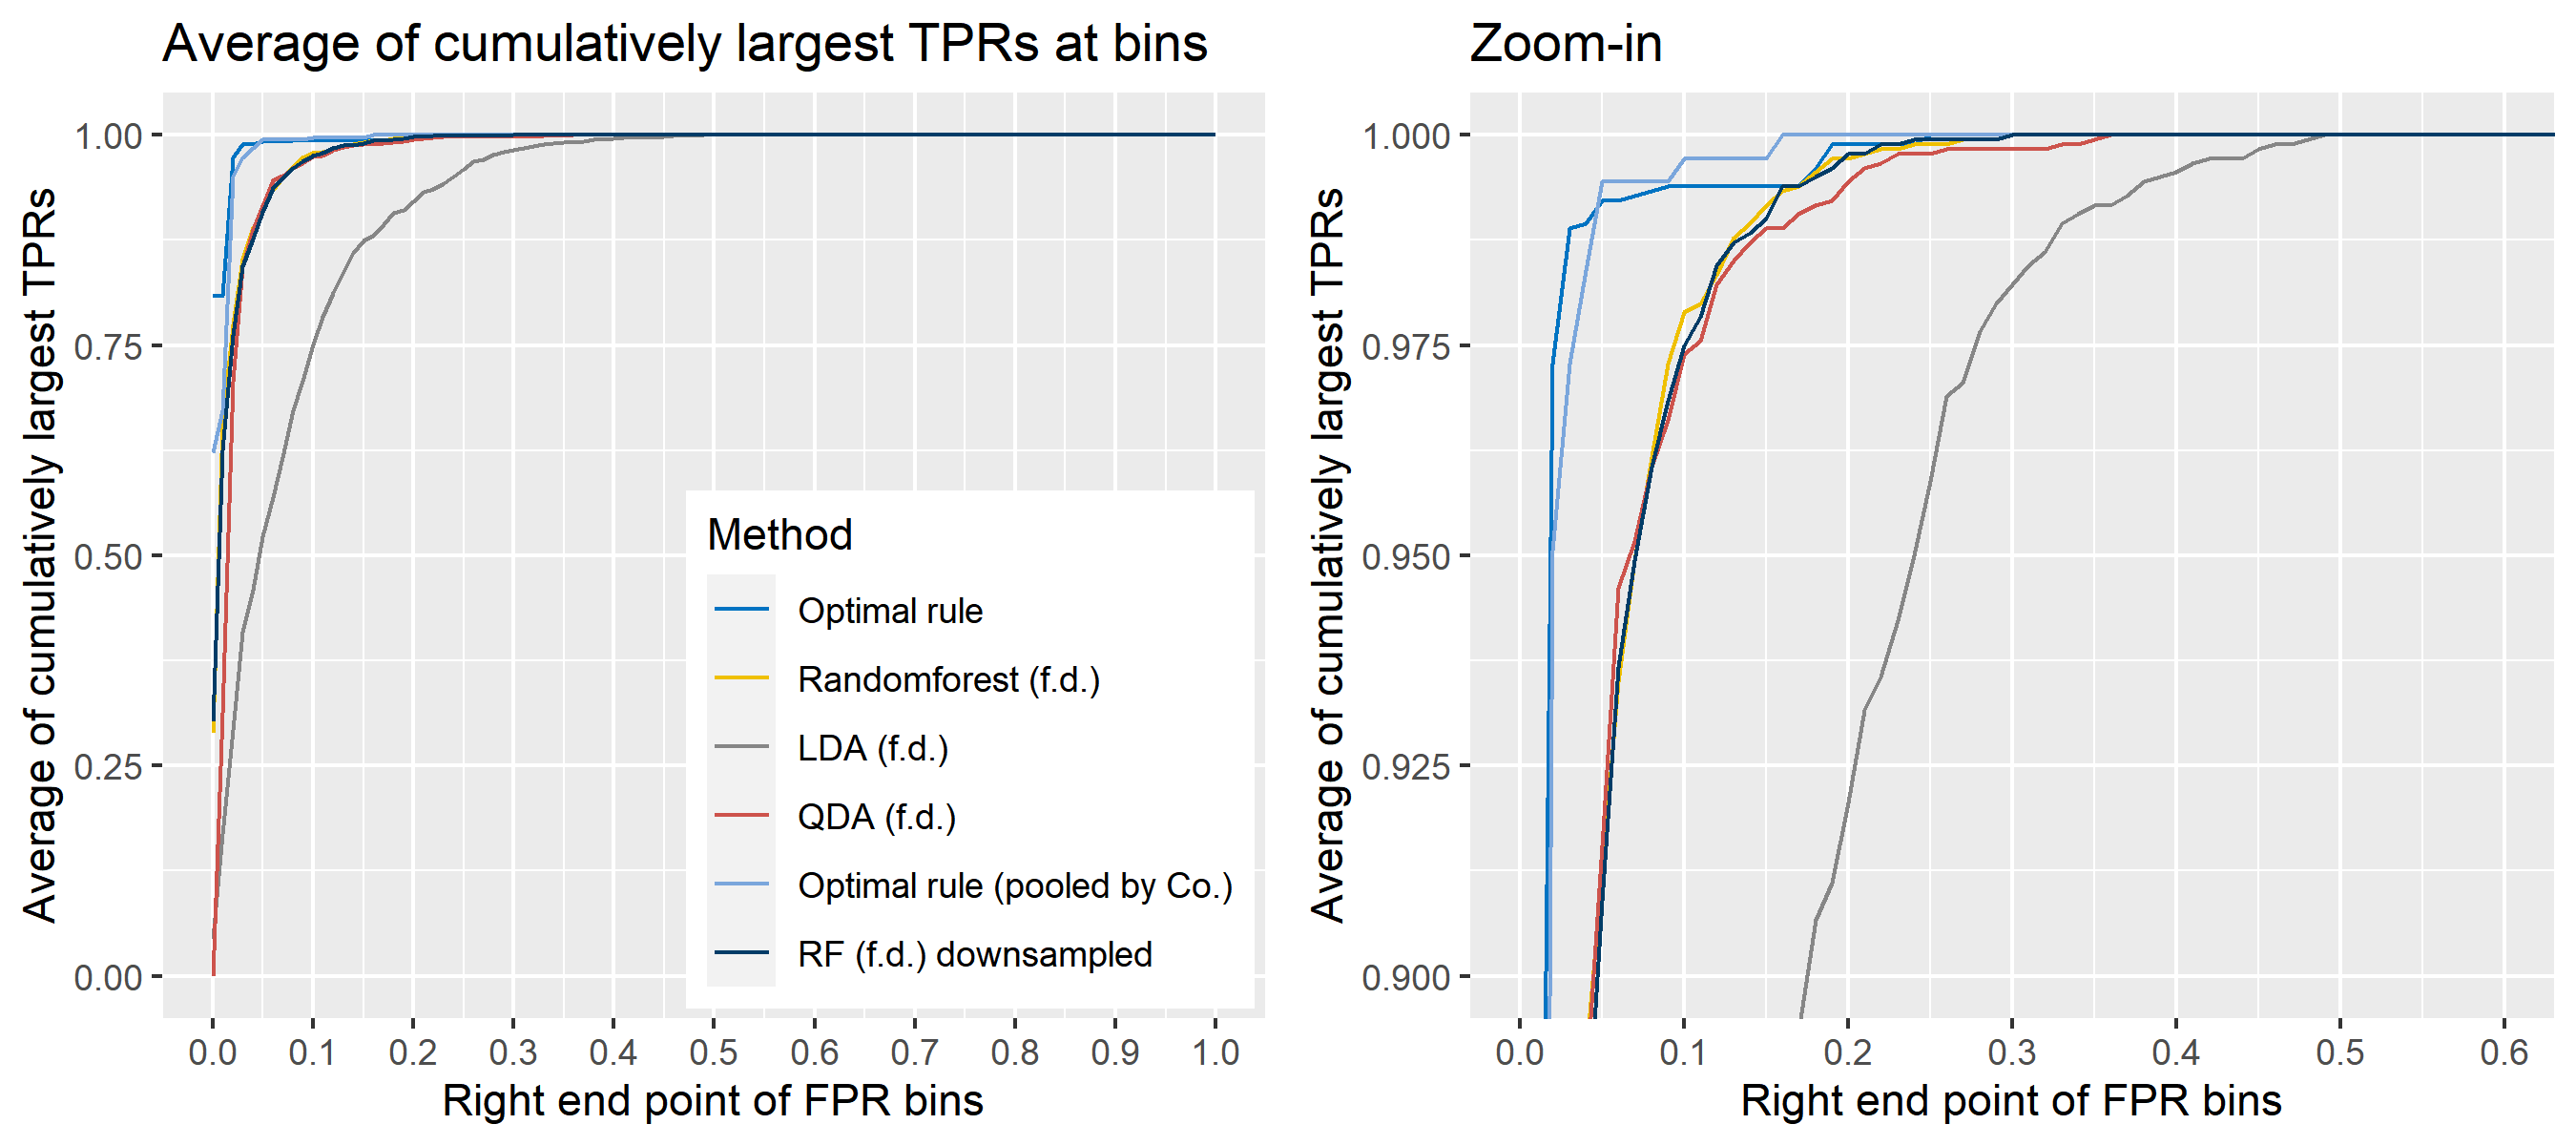 Average of cumulatively largest TPRs at bins
Average of cumulatively largest TPRs
1.00
0.75
0.50
0.25
0.00
Method
Optimal rule
Randomforest (f.d.)
LDA (f.d.)
QDA (f.d.)
Optimal rule (pooled by Co.)
RF (f.d.) downsampled
0.0 0.1 0.2 0.3 0.4 0.5 0.6 0.7 0.8 0.9 1.0
Right end point of FPR bins
Zoom-in
Average of cumulatively largest TPRs
1.000
0.975
0.950
0.925
0.900
0.0 0.1 0.2 0.3 0.4 0.5 0.6
Right end point of FPR bins